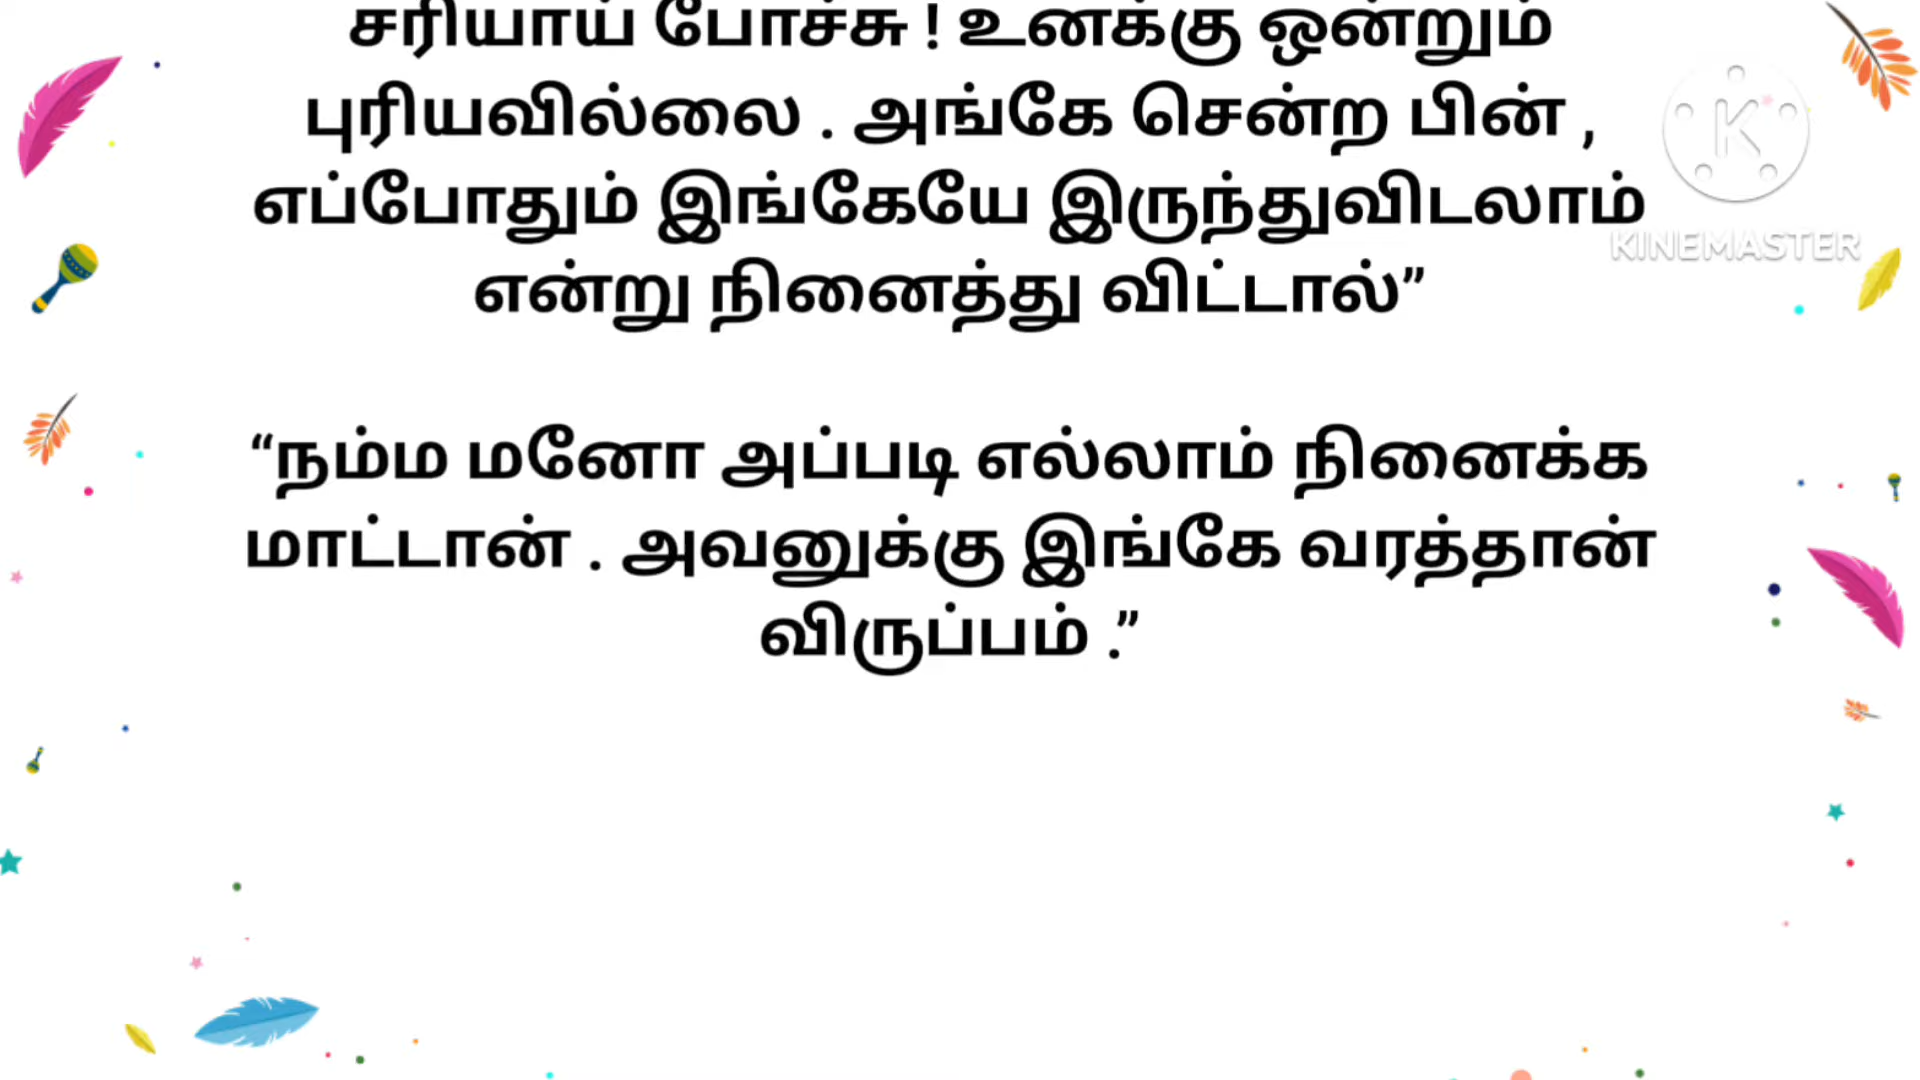 சரியாய் போச்சு ! உனக்கு ஒன்றும்
புரியவில்லை . அங்கே சென்ற பின் ,
எப்போதும் இங்கேயே இருந்துவிடலாம்
என்று நினைத்து விட்டால்”
“நம்ம மனோ அப்படி எல்லாம் நினைக்க
மாட்டான் . அவனுக்கு இங்கே வரத்தான்
விருப்பம் .”
K
KINEMASTER